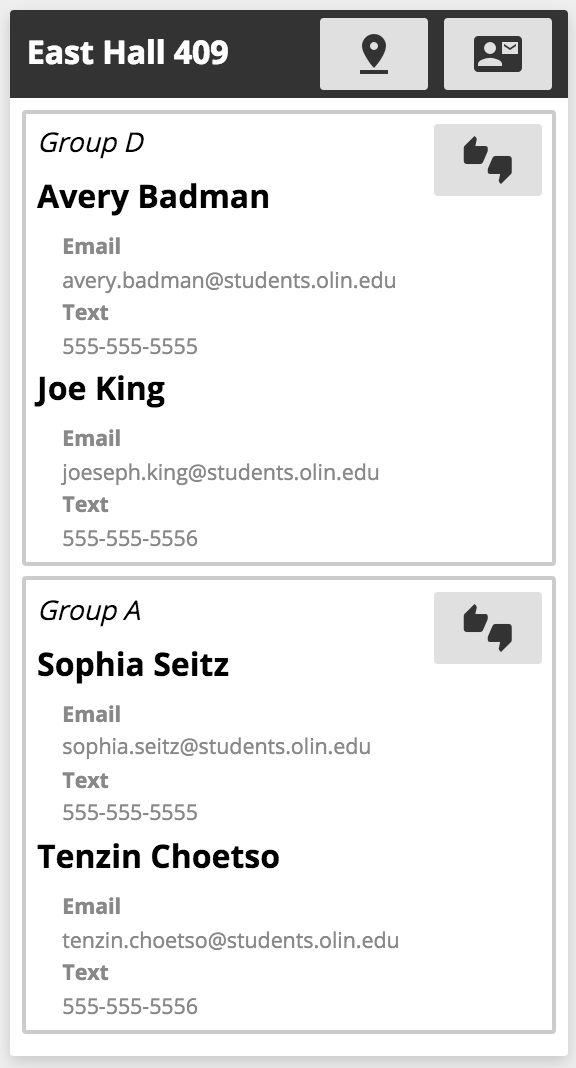 East Hall 409
Group D
Avery Badman
Email
avery.badman@students.olin.edu
Text
555-555-5555
Joe King
Email
joeseph.king@students.olin.edu
Text
555-555-5556
Group A
Sophia Seitz
Email
sophia.seitz@students.olin.edu
Text
555-555-5555
Tenzin Choetso
Email
tenzin.choetso@students.olin.edu
Text
555-555-5556